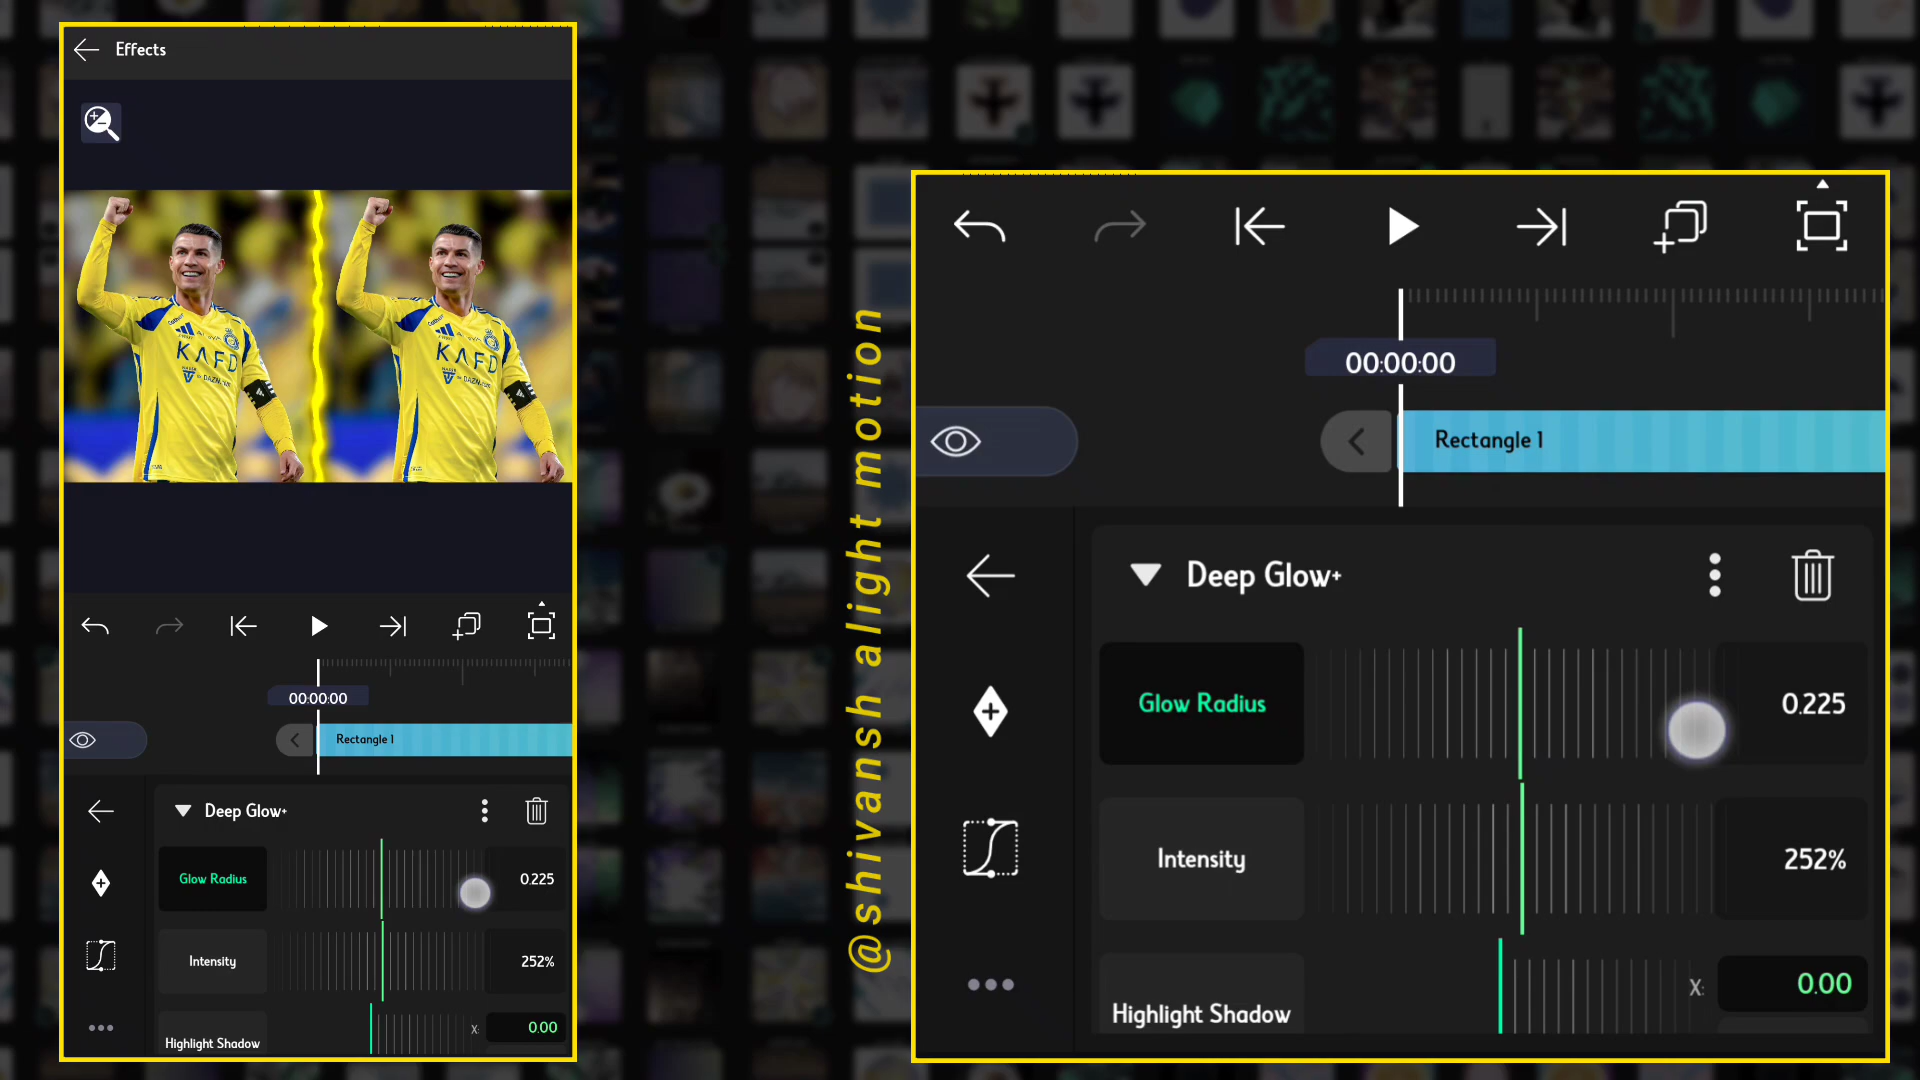 Effects
KAFD
KAFD
00:00:00
Rectangle 1
Deep Glow+
Glow Radius
0.225
Intensity
252%
Highlight Shadow
X:
0.00
@shivansh alight motion
00:00:00
Rectangle 1
Deep Glow+
Glow Radius
0.225
Intensity
252%
Highlight Shadow
X:
0.00